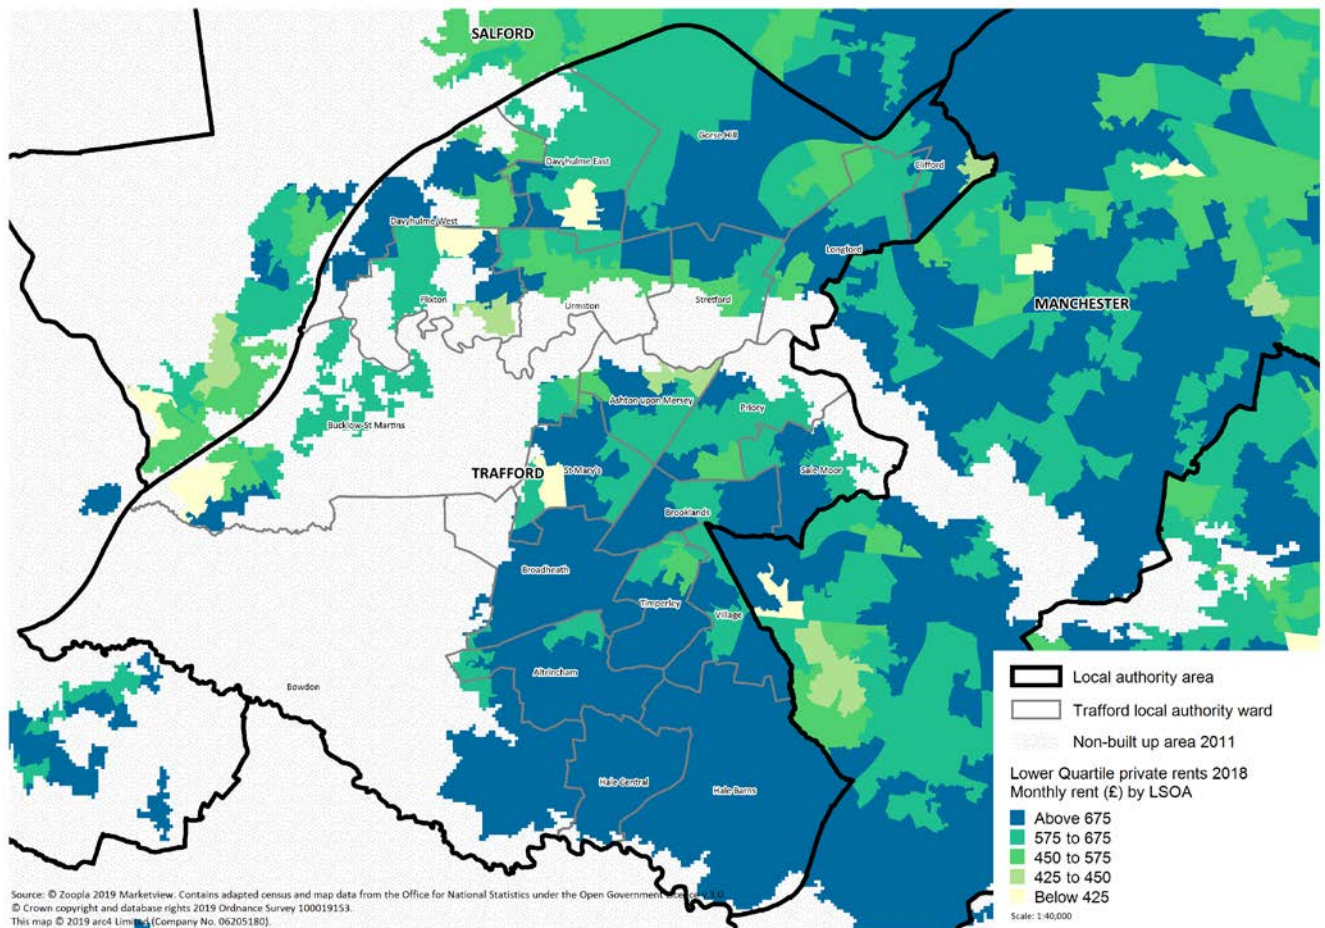 SALFORD
Gorse Hill
Davyhulme East
Clifford
Davyhulme West
Longford
Flixton
Urmston
Stretford
MANCHESTER
Ashton upon Mersey
Priory
Bucklow-St Martins
TRAFFORD
St Mary's
Sale Moor
Brooklands
Broadheath
Timperley
Village
Altrincham
Bowdon
Hale Central
Hale Barns
Local authority area
Trafford local authority ward
Non-built up area 2011
Lower Quartile private rents 2018
Monthly rent (£) by LSOA
Above 675
575 to 675
450 to 575
425 to 450
Below 425
Scale: 1:40,000
Source: © Zoopla 2019 Marketview. Contains adapted census and map data from the Office for National Statistics under the Open Government Licence v 3.0
© Crown copyright and database rights 2019 Ordnance Survey 100019153.
This map © 2019 arc4 Limited (Company No. 06205180).